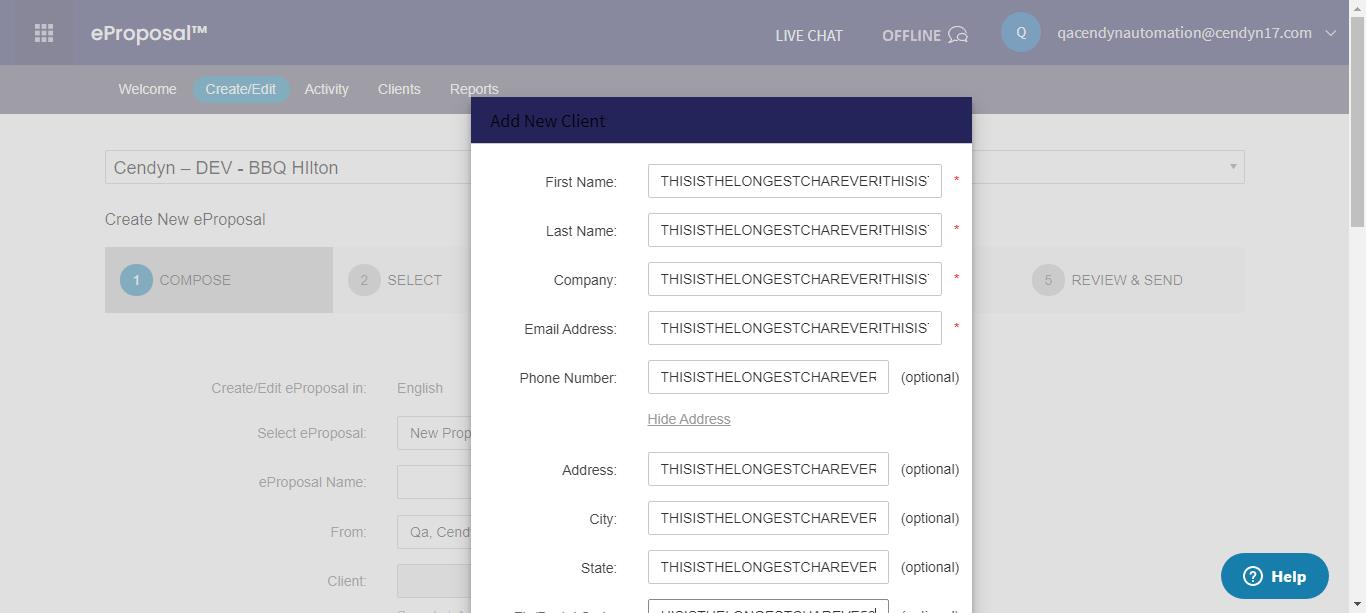 eProposal™
LIVE CHAT
OFFLINE
Q
qacendynautomation@cendyn17.com
Welcome
Create/Edit
Activity
Clients
Reports
Add New Client
Cendyn – DEV - BBQ HIlton
Create New eProposal
1 COMPOSE
2 SELECT
5 REVIEW & SEND
First Name: THISISTHELONGESTCHAREVER!THISIS *
Last Name: THISISTHELONGESTCHAREVER!THISIS *
Company: THISISTHELONGESTCHAREVER!THISIS *
Email Address: THISISTHELONGESTCHAREVER!THISIS *
Phone Number: THISISTHELONGESTCHAREVER (optional)
Hide Address
Address: THISISTHELONGESTCHAREVER (optional)
City: THISISTHELONGESTCHAREVER (optional)
State: THISISTHELONGESTCHAREVER (optional)
Create/Edit eProposal in: English
Select eProposal: New Prop
eProposal Name:
From: Qa, Cend
Client:
Help